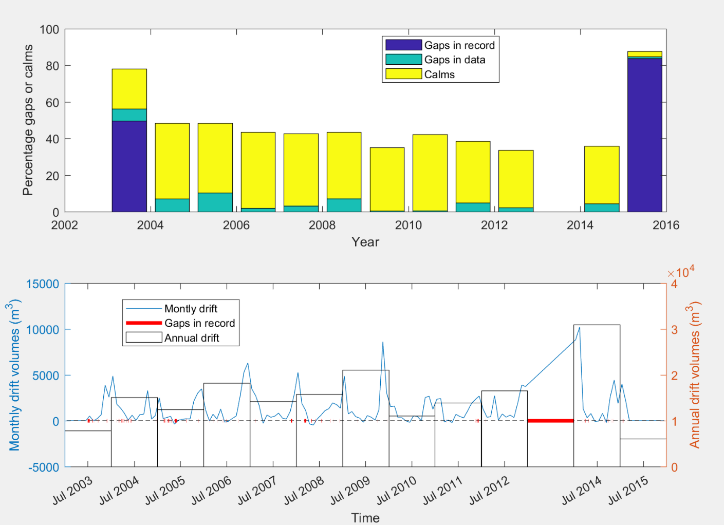 100
80
60
40
20
0
Percentage gaps or calms
Gaps in record
Gaps in data
Calms
2002 2004 2006 2008 2010 2012 2014 2016
Year
15000
10000
5000
0
-5000
Monthly drift volumes (m³)
Montly drift
Gaps in record
Annual drift
×10⁴
4
3
2
1
0
Annual drift volumes (m³)
Jul 2003 Jul 2004 Jul 2005 Jul 2006 Jul 2007 Jul 2008 Jul 2009 Jul 2010 Jul 2011 Jul 2012 Jul 2014 Jul 2015
Time